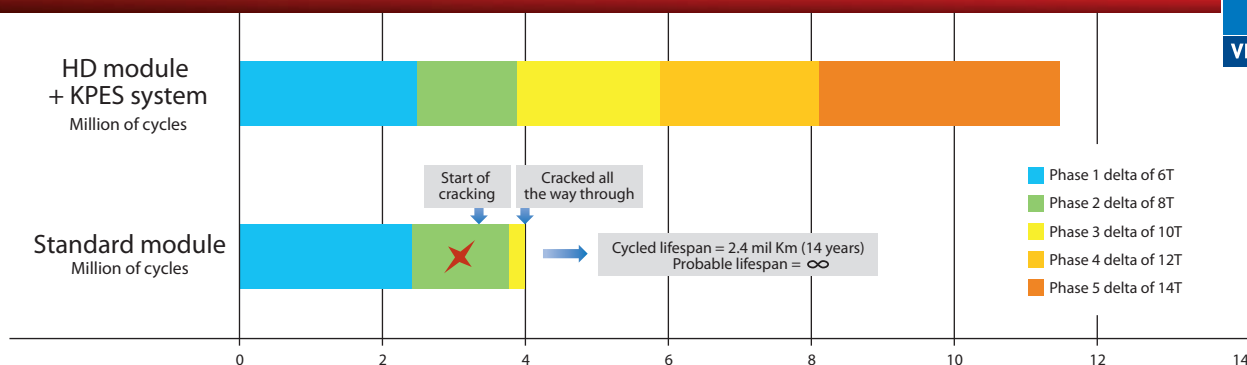 HD module
+ KPES system
Million of cycles
Start of
cracking
Cracked all
the way through
Standard module
Million of cycles
Cycled lifespan = 2.4 mil Km (14 years)
Probable lifespan = ∞
Phase 1 delta of 6T
Phase 2 delta of 8T
Phase 3 delta of 10T
Phase 4 delta of 12T
Phase 5 delta of 14T
0 2 4 6 8 10 12 14